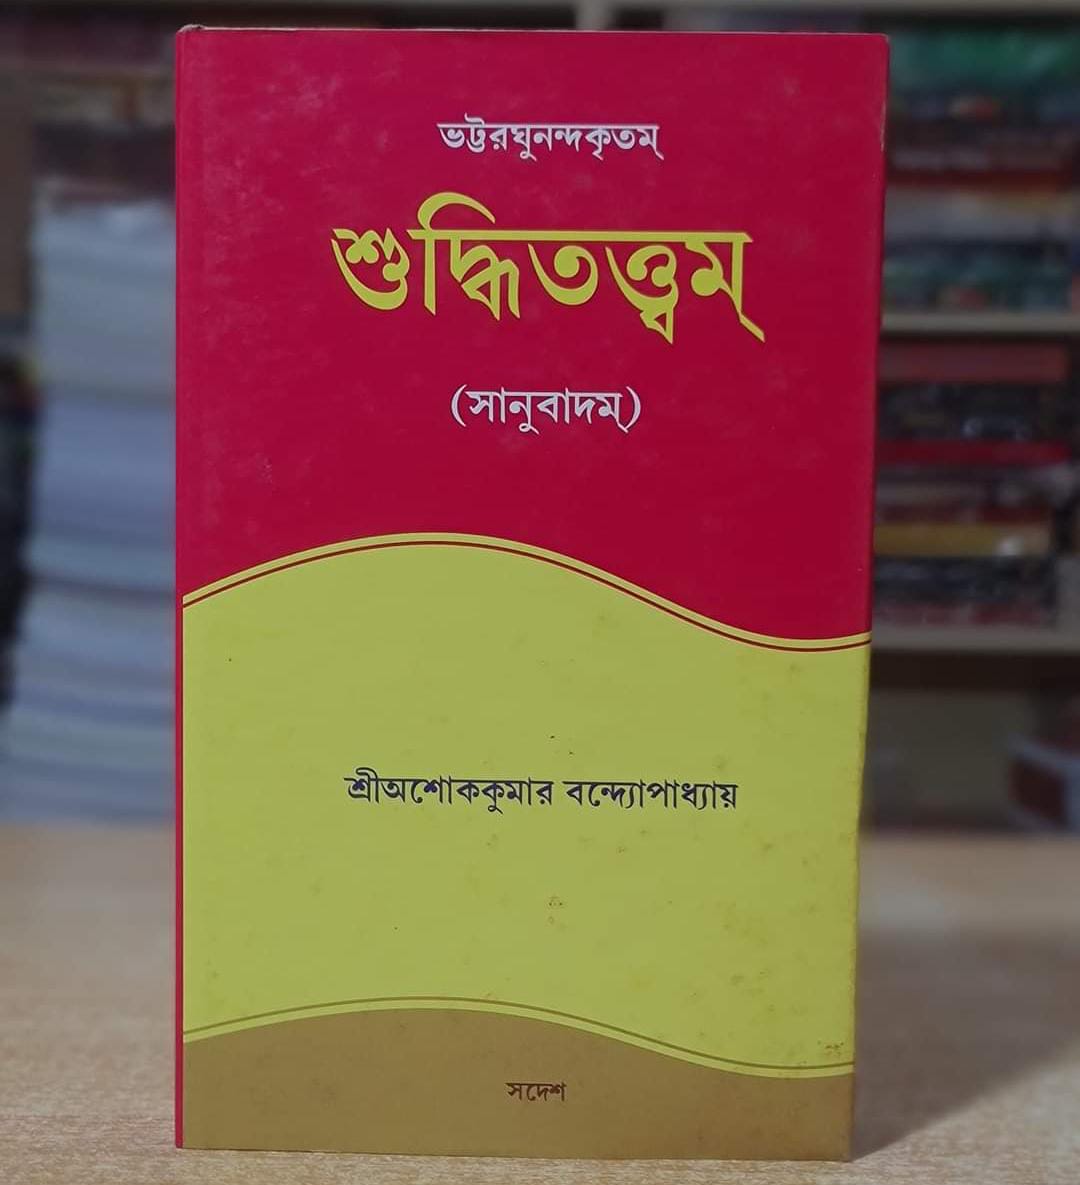 ভট্টরঘুনন্দকৃতম্
শুদ্ধিতত্ত্বম্
(সানুবাদম্)
শ্রীঅশোককুমার বন্দ্যোপাধ্যায়
সদেশ